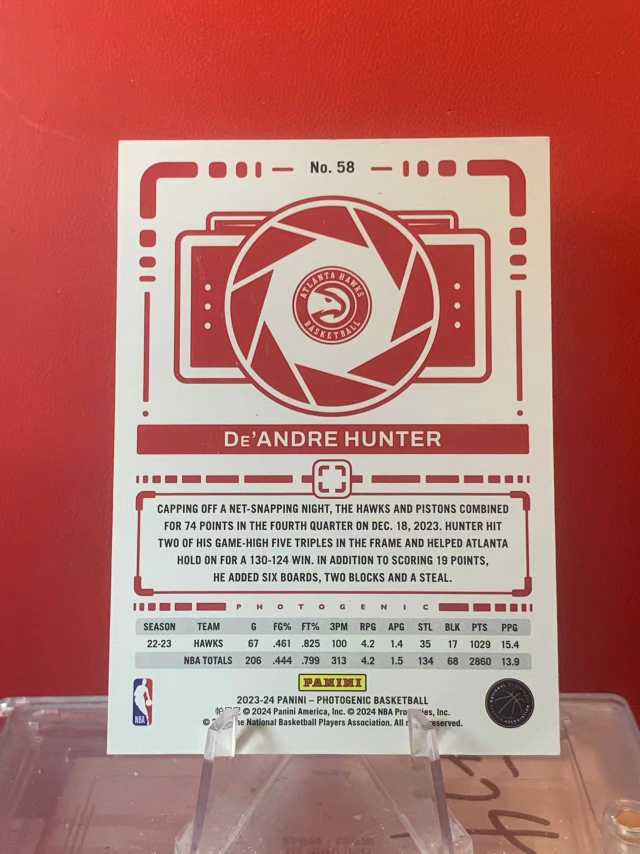 No. 58
ATLANTA HAWKS
BASKETBALL
DE'ANDRE HUNTER
CAPPING OFF A NET-SNAPPING NIGHT, THE HAWKS AND PISTONS COMBINED
FOR 74 POINTS IN THE FOURTH QUARTER ON DEC. 18, 2023. HUNTER HIT
TWO OF HIS GAME-HIGH FIVE TRIPLES IN THE FRAME AND HELPED ATLANTA
HOLD ON FOR A 130-124 WIN. IN ADDITION TO SCORING 19 POINTS,
HE ADDED SIX BOARDS, TWO BLOCKS AND A STEAL.
PHOTOGENIC
SEASON TEAM G FG% FT% 3PM RPG APG STL BLK PTS PPG
22-23 HAWKS 67 .461 .825 100 4.2 1.4 35 17 1029 15.4
NBA TOTALS 206 .444 .799 313 4.2 1.5 134 68 2860 13.9
PANINI
2023-24 PANINI – PHOTOGENIC BASKETBALL
© 2024 Panini America, Inc. © 2024 NBA Properties, Inc.
© The National Basketball Players Association. All reserved.
NBA